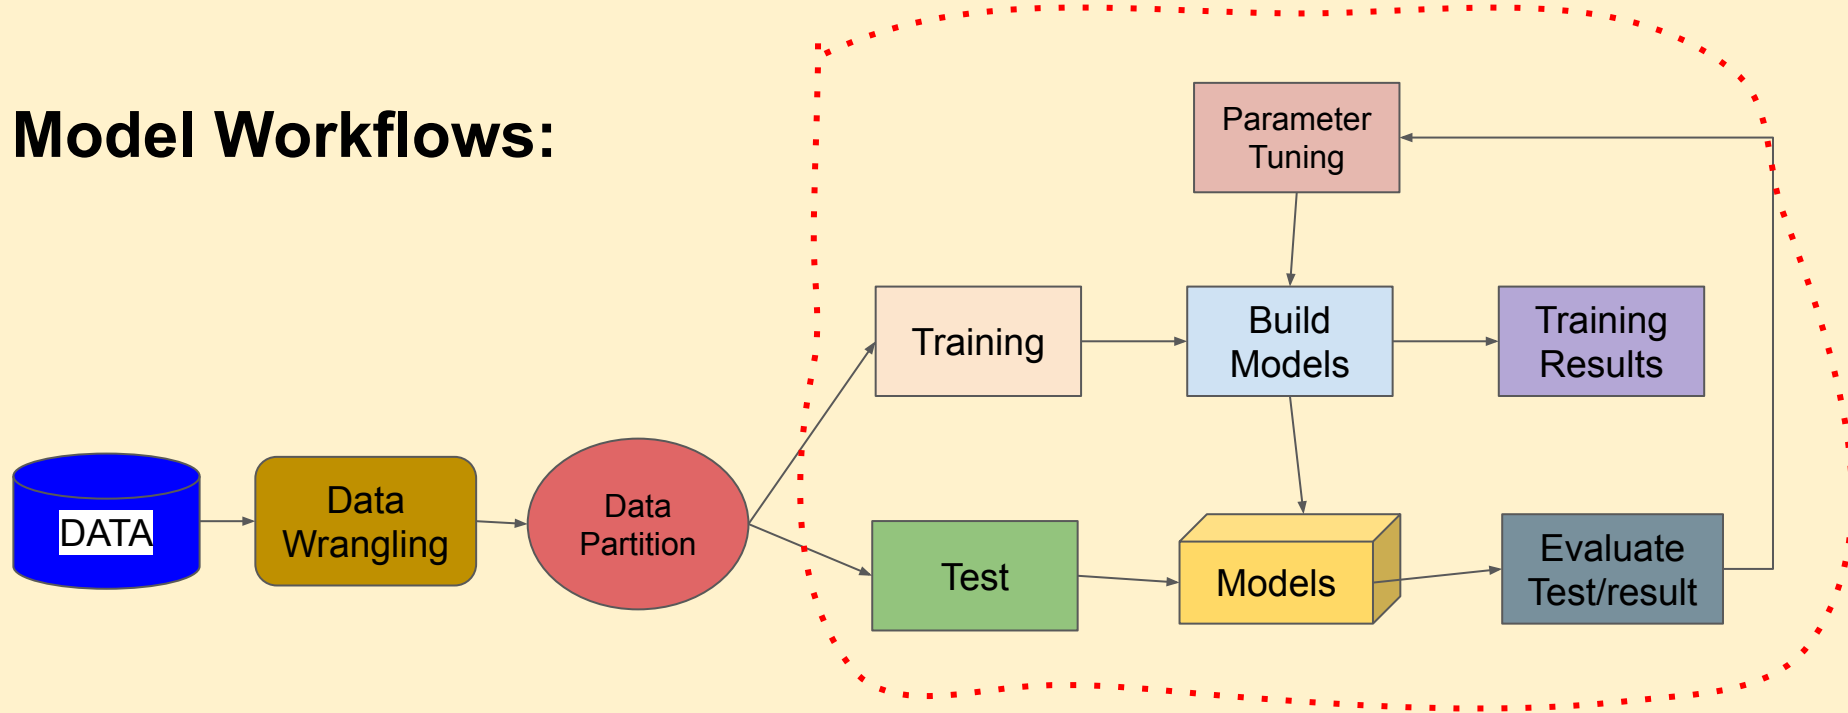 Model Workflows:
Parameter
Tuning
Training
Build
Models
Training
Results
DATA
Data
Wrangling
Data
Partition
Test
Models
Evaluate
Test/result